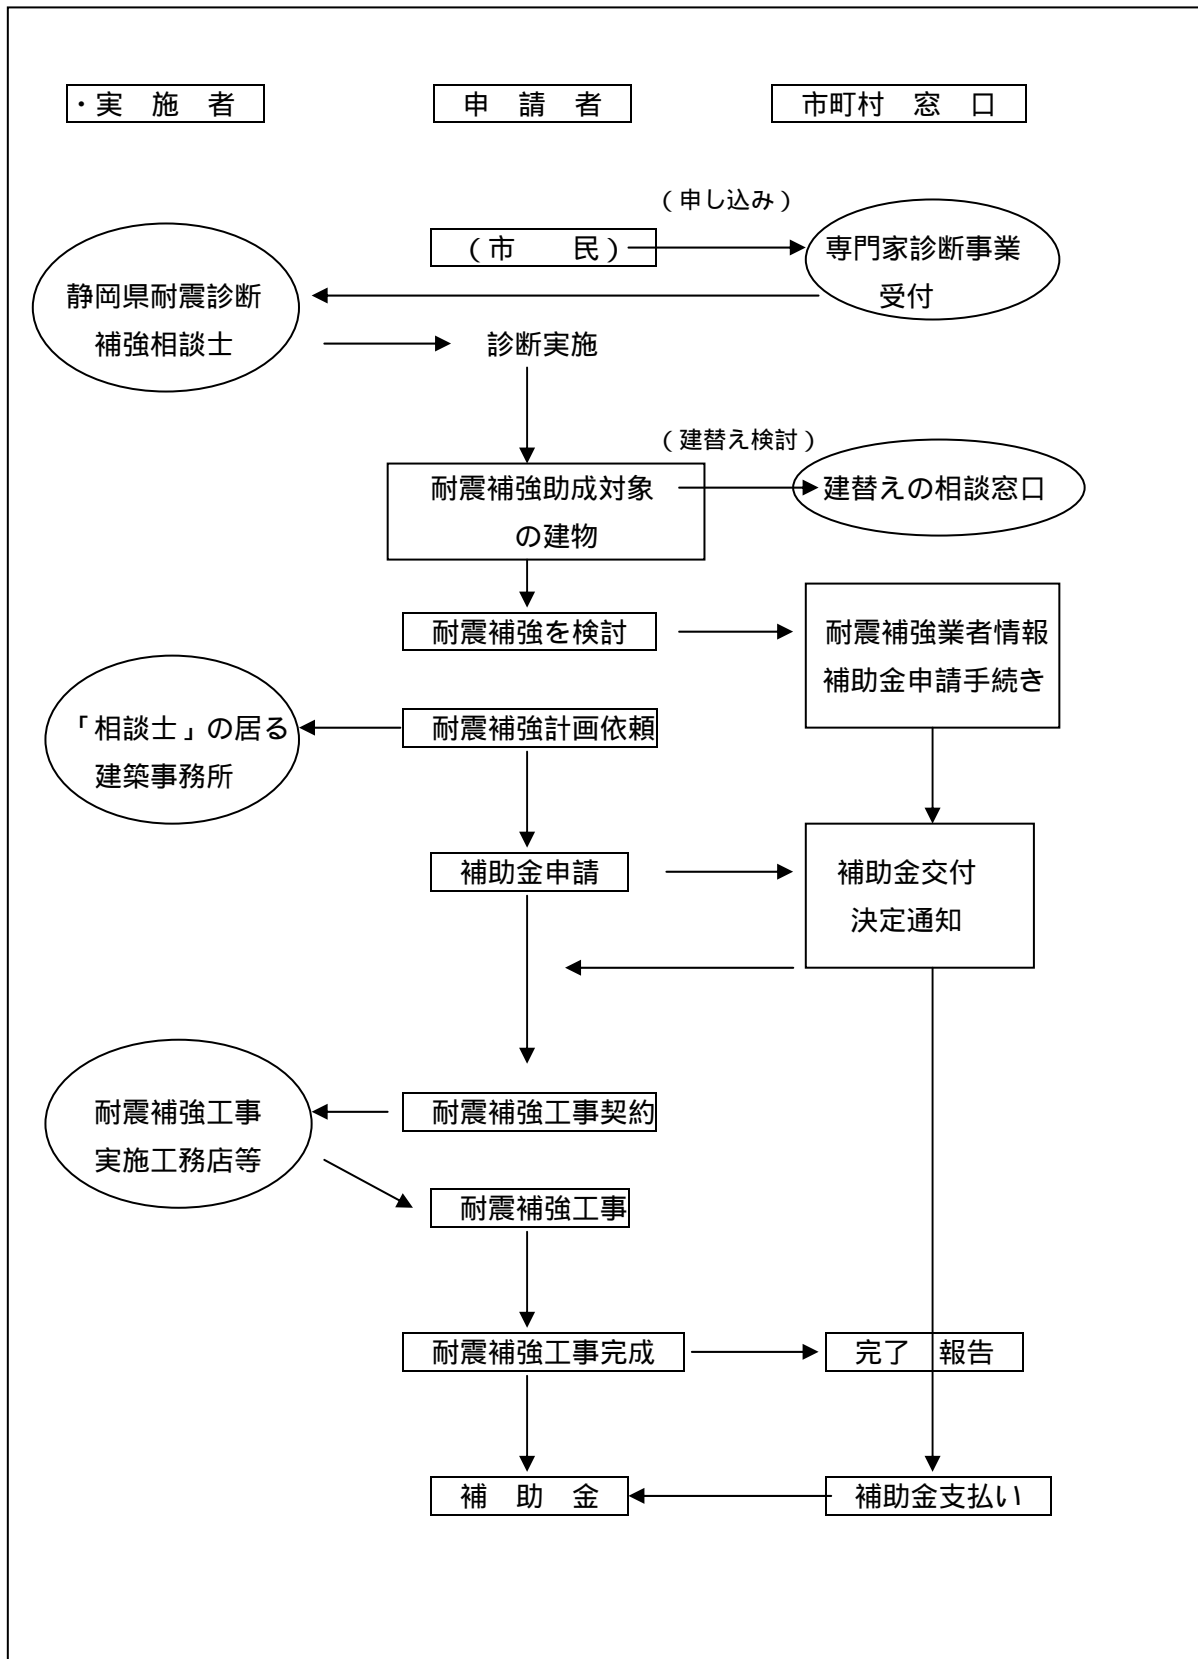 ・実　施　者
申　請　者
市町村　窓　口
（申し込み）
（市　　民）
専門家診断事業
受付
静岡県耐震診断
補強相談士
診断実施
（建替え検討）
耐震補強助成対象
の建物
建替えの相談窓口
耐震補強を検討
耐震補強業者情報
補助金申請手続き
「相談士」の居る
建築事務所
耐震補強計画依頼
補助金申請
補助金交付
決定通知
耐震補強工事
実施工務店等
耐震補強工事契約
耐震補強工事
耐震補強工事完成
完了　報告
補　助　金
補助金支払い